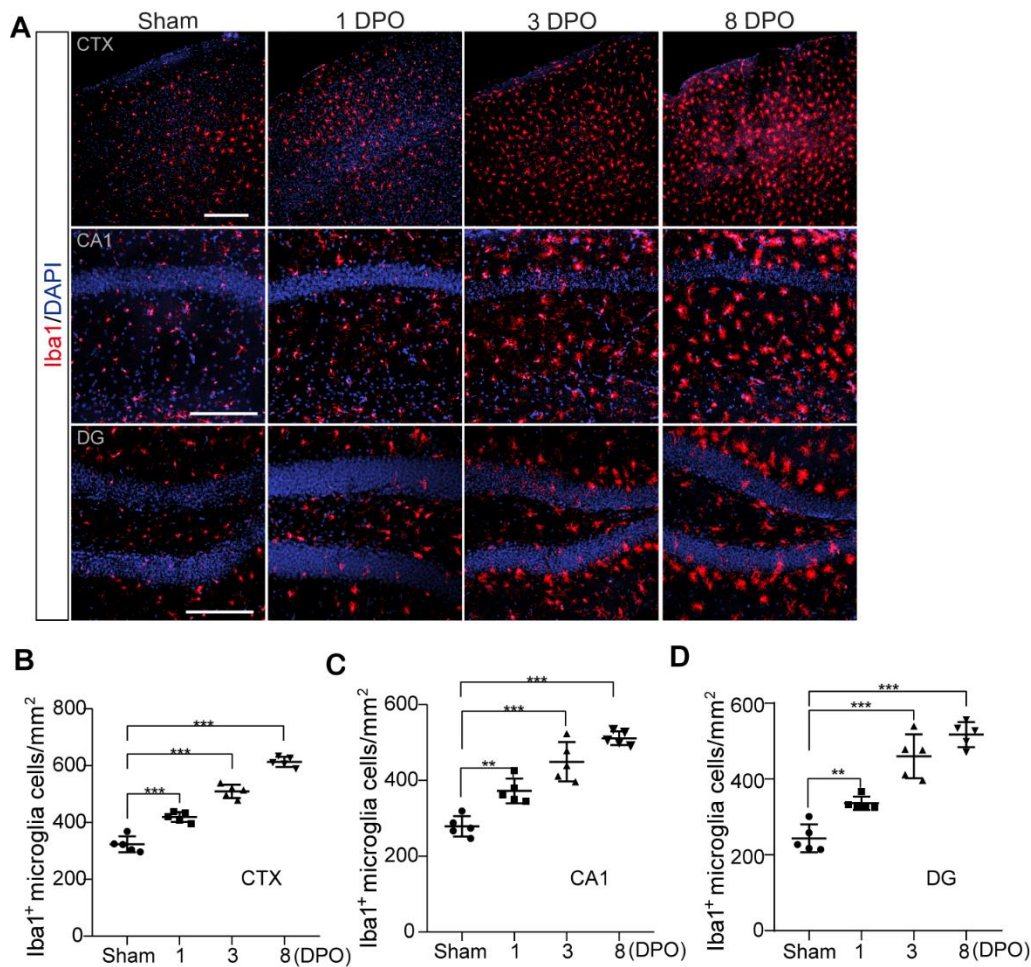 A
Sham 1 DPO 3 DPO 8 DPO
Iba1/DAPI
CTX
CA1
DG
B
Iba1+ microglia cells/mm2
800
600
400
200
0
***
***
***
CTX
Sham 1 3 8 (DPO)
C
Iba1+ microglia cells/mm2
600
400
200
0
***
***
**
CA1
Sham 1 3 8 (DPO)
D
Iba1+ microglia cells/mm2
600
400
200
0
***
***
**
DG
Sham 1 3 8 (DPO)